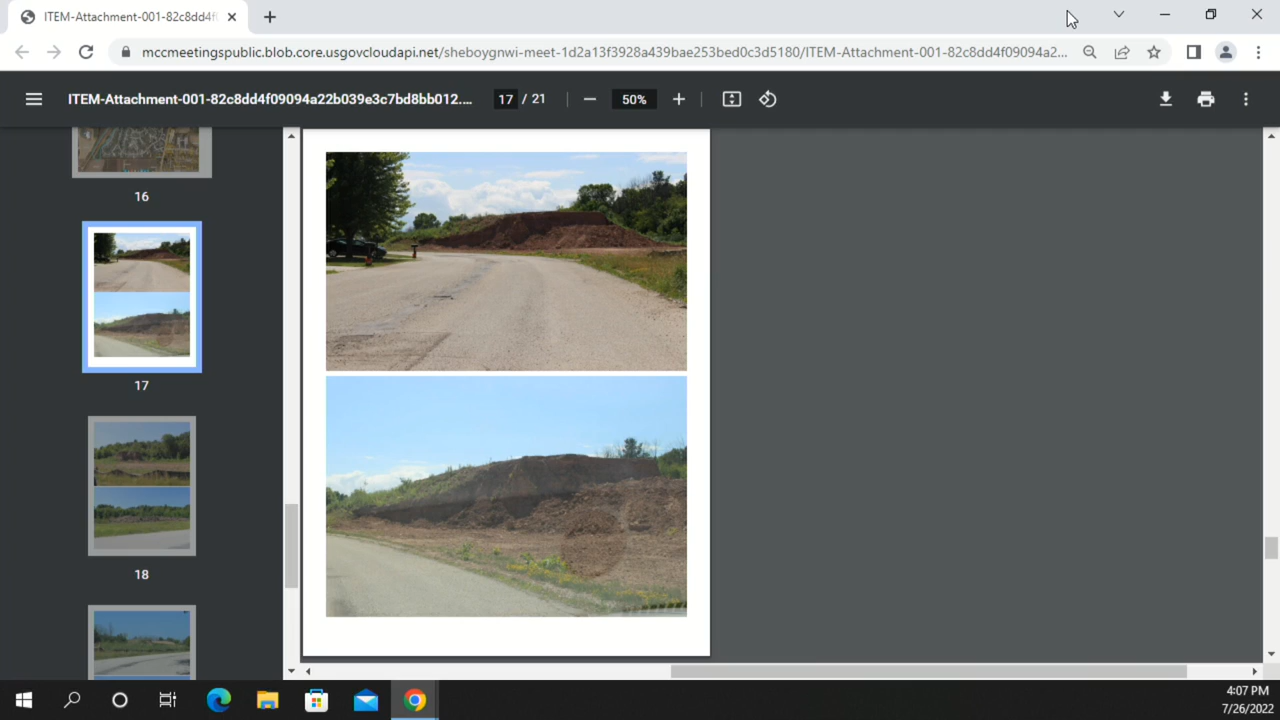 ITEM-Attachment-001-82c8dd4f
mccmeetingspublic.blob.core.usgovcloudapi.net/sheboygnwi-meet-1d2a13f3928a439bae253bed0c3d5180/ITEM-Attachment-001-82c8dd4f09094a2...
ITEM-Attachment-001-82c8dd4f09094a22b039e3c7bd8bb012.... 17 / 21 50%
16
17
18
4:07 PM
7/26/2022